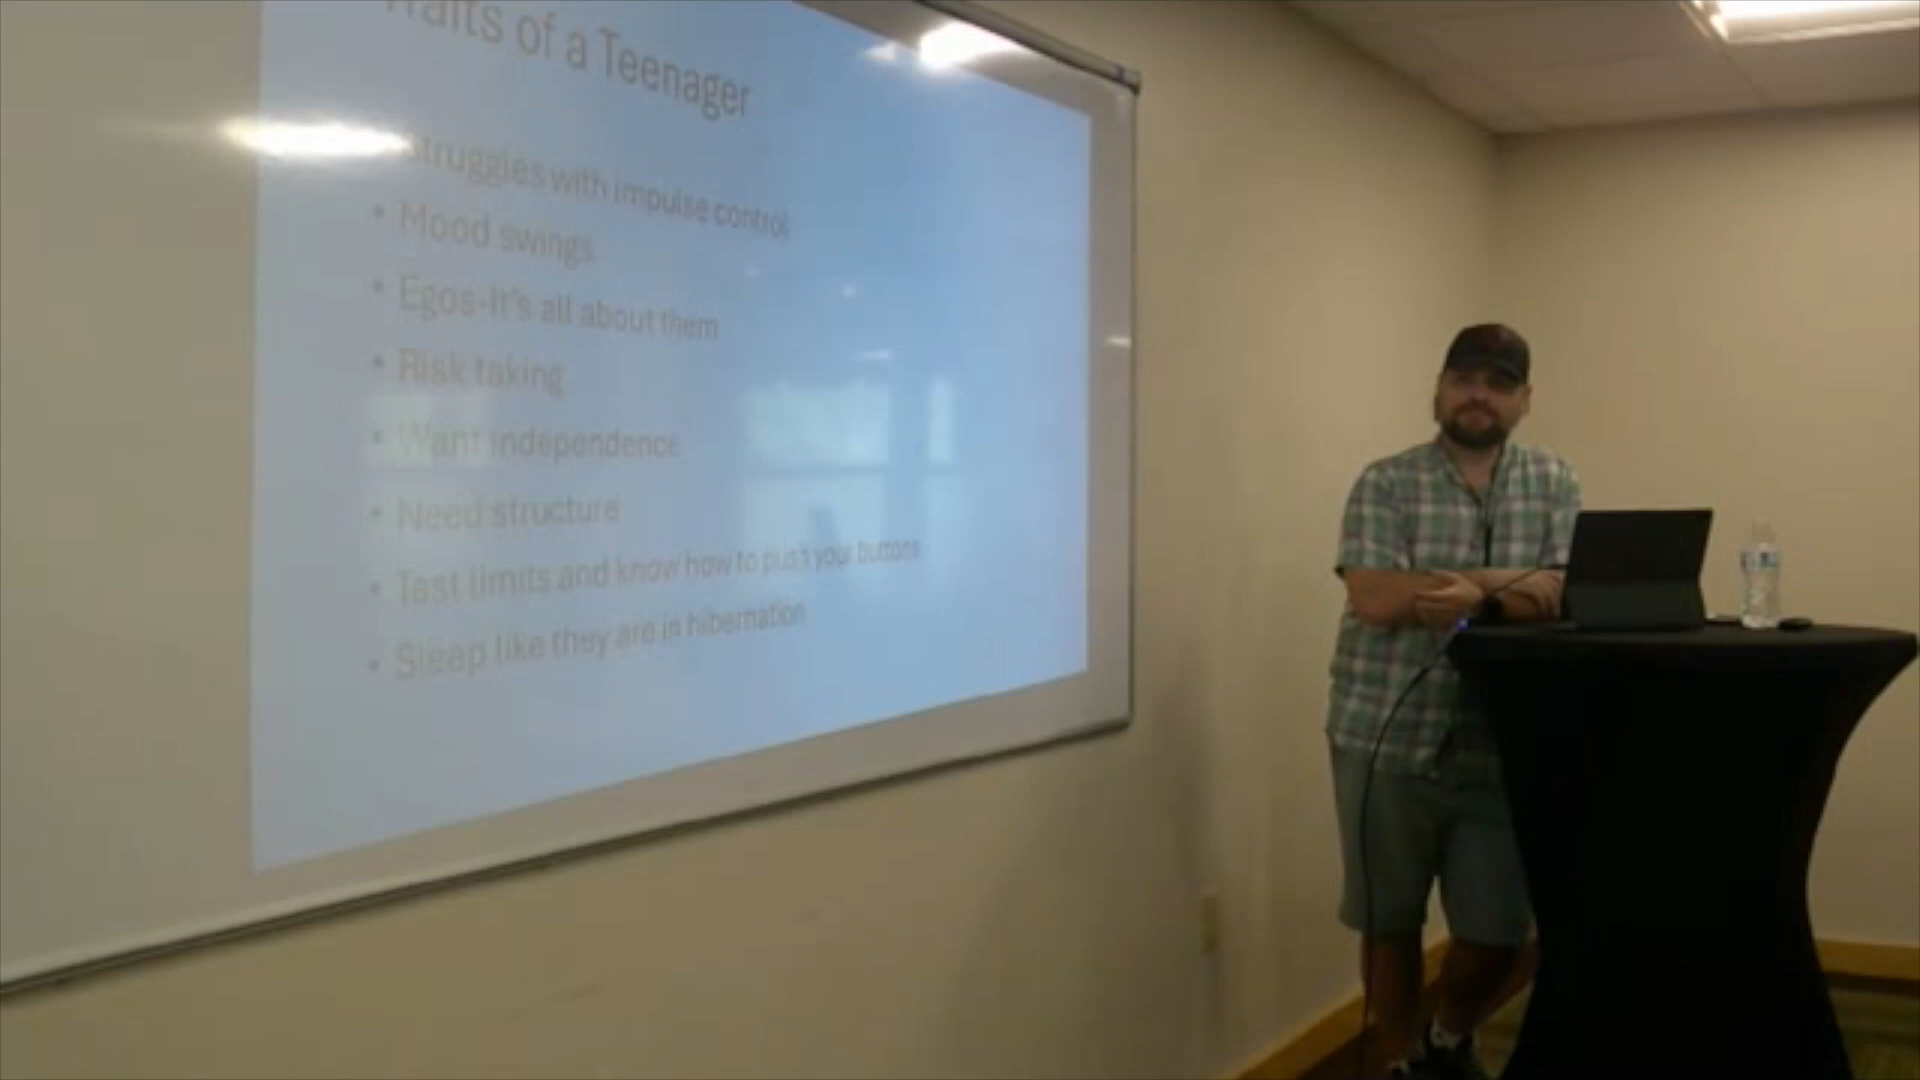 Traits of a Teenager
Struggles with impulse control
• Mood swings
• Egos-It's all about them
• Risk taking
• Want independence
• Need structure
• Test limits and know how to push your buttons
• Sleep like they are in hibernation